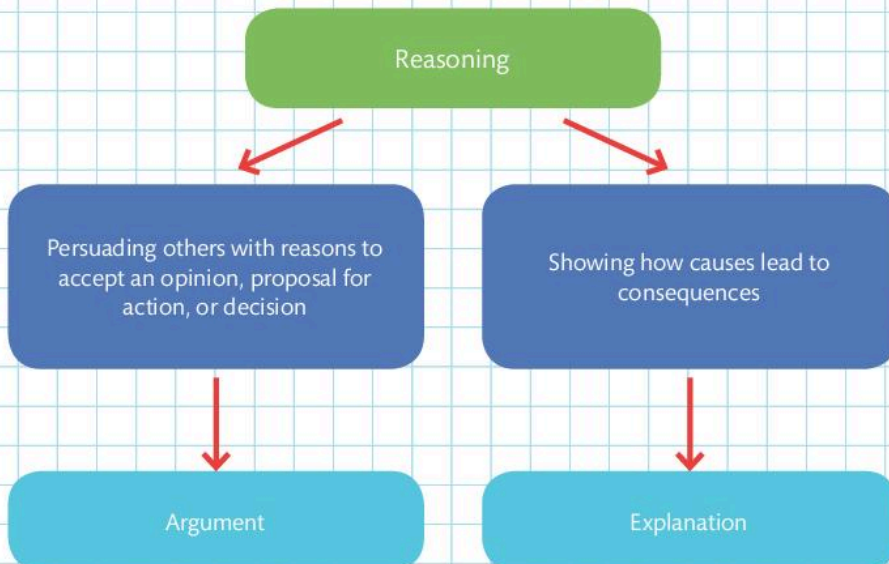 Reasoning
Persuading others with reasons to
accept an opinion, proposal for
action, or decision
Showing how causes lead to
consequences
Argument
Explanation